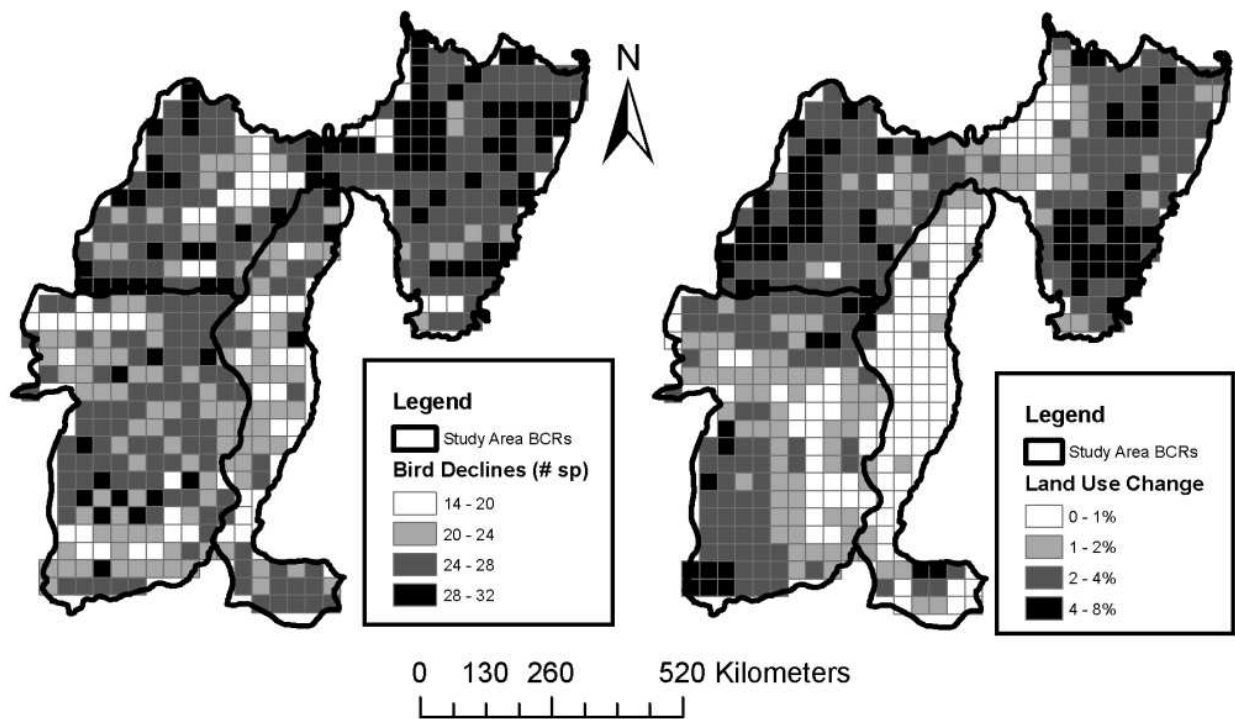 N
Legend
Study Area BCRs
Bird Declines (# sp)
14 - 20
20 - 24
24 - 28
28 - 32
Legend
Study Area BCRs
Land Use Change
0 - 1%
1 - 2%
2 - 4%
4 - 8%
0 130 260 520 Kilometers